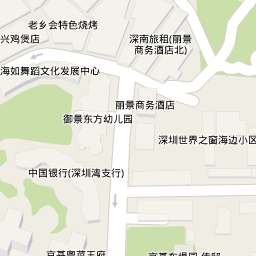 老乡会特色烧烤
兴鸡煲店
深南旅租(丽景
商务酒店北)
海如舞蹈文化发展中心
丽景商务酒店
御景东方幼儿园
深圳世界之窗海边小区
中国银行(深圳湾支行)